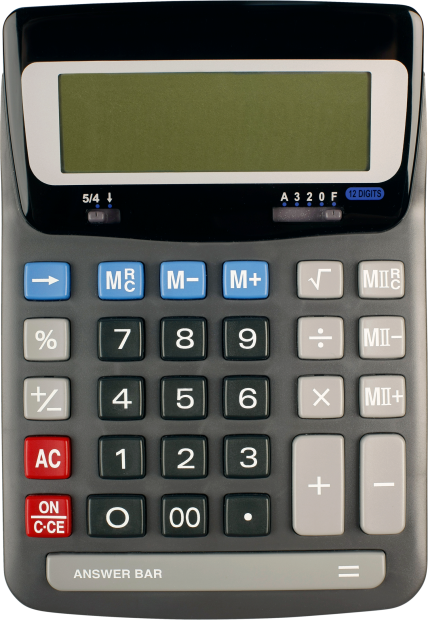 5/4 ↓ A 3 2 0 F 12 DIGITS
→ MRC M− M+ √ MIIRC
% 7 8 9 ÷ MII−
+/− 4 5 6 × MII+
AC 1 2 3 + −
ON
C·CE 0 00 •
ANSWER BAR =